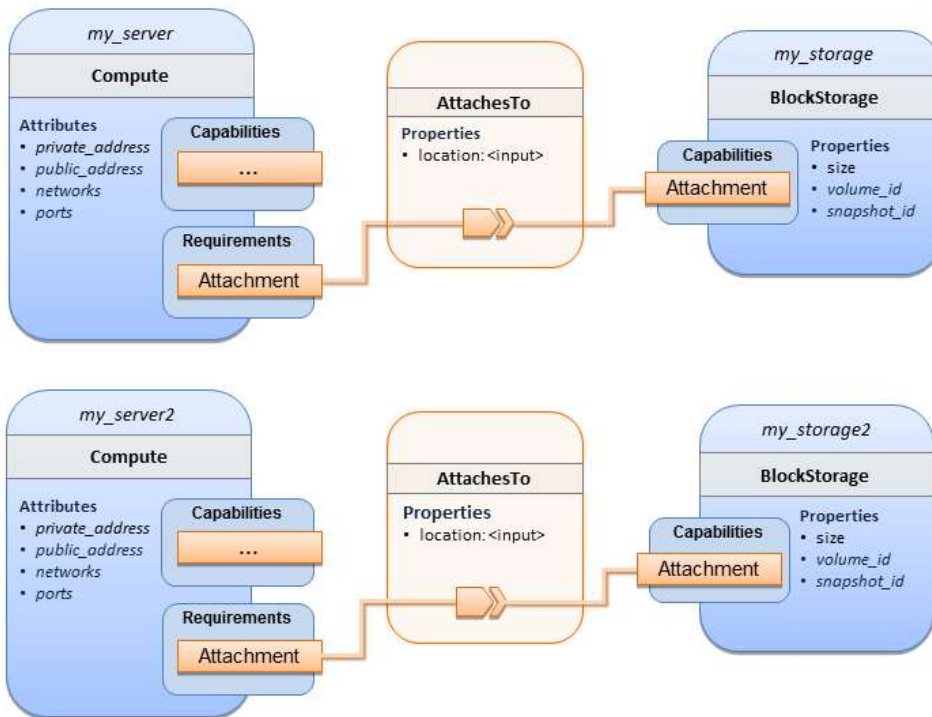 my_server
Compute
Attributes
• private_address
• public_address
• networks
• ports
Capabilities
...
Requirements
Attachment
AttachesTo
Properties
• location: <input>
my_storage
BlockStorage
Capabilities
Attachment
Properties
• size
• volume_id
• snapshot_id
my_server2
Compute
Attributes
• private_address
• public_address
• networks
• ports
Capabilities
...
Requirements
Attachment
AttachesTo
Properties
• location: <input>
my_storage2
BlockStorage
Capabilities
Attachment
Properties
• size
• volume_id
• snapshot_id